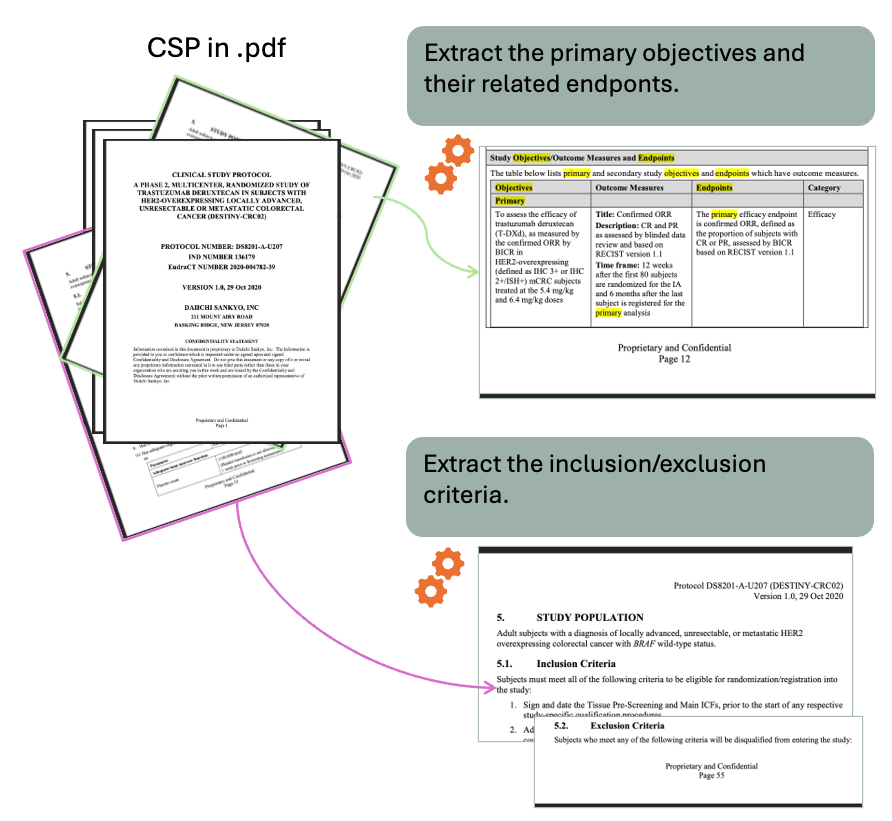 CSP in .pdf
Extract the primary objectives and
their related endponts.
CLINICAL STUDY PROTOCOL
A PHASE 2, MULTICENTER, RANDOMIZED STUDY OF
TRASTUZUMAB DERUXTECAN IN SUBJECTS WITH
HER2-OVEREXPRESSING LOCALLY ADVANCED,
UNRESECTABLE OR METASTATIC COLORECTAL
CANCER (DESTINY-CRC02)
PROTOCOL NUMBER: DS8201-A-U207
IND NUMBER 136179
EudraCT NUMBER 2020-004782-39
VERSION 1.0, 29 Oct 2020
DAIICHI SANKYO, INC
211 MOUNT AIRY ROAD
BASKING RIDGE, NEW JERSEY 07920
CONFIDENTIALITY STATEMENT
Information contained in this document is proprietary to Daiichi Sankyo, Inc. The information is
provided to you in confidence which is requested under an agreed upon and signed
Confidentiality and Disclosure Agreement. Do not give this document or any copy of it or reveal
any proprietary information contained in it to any third party (other than those in your
organization who are assisting you in this work and are bound by the Confidentiality and
Disclosure Agreement) without the prior written permission of an authorized representative of
Daiichi Sankyo, Inc.
Proprietary and Confidential
Page 1
Study Objectives/Outcome Measures and Endpoints
The table below lists primary and secondary study objectives and endpoints which have outcome measures.
Objectives Outcome Measures Endpoints Category
Primary
To assess the efficacy of
trastuzumab deruxtecan
(T-DXd), as measured by
the confirmed ORR by
BICR in
HER2-overexpressing
(defined as IHC 3+ or IHC
2+/ISH+) mCRC subjects
treated at the 5.4 mg/kg
and 6.4 mg/kg doses
Title: Confirmed ORR
Description: CR and PR
as assessed by blinded data
review and based on
RECIST version 1.1
Time frame: 12 weeks
after the first 80 subjects
are randomized for the IA
and 6 months after the last
subject is registered for the
primary analysis
The primary efficacy endpoint
is confirmed ORR, defined as
the proportion of subjects with
CR or PR, assessed by BICR
based on RECIST version 1.1
Efficacy
Proprietary and Confidential
Page 12
Extract the inclusion/exclusion
criteria.
Protocol DS8201-A-U207 (DESTINY-CRC02)
Version 1.0, 29 Oct 2020
5. STUDY POPULATION
Adult subjects with a diagnosis of locally advanced, unresectable, or metastatic HER2
overexpressing colorectal cancer with BRAF wild-type status.
5.1. Inclusion Criteria
Subjects must meet all of the following criteria to be eligible for randomization/registration into
the study:
1. Sign and date the Tissue Pre-Screening and Main ICFs, prior to the start of any respective
study-specific qualification procedures.
2.
5.2. Exclusion Criteria
Subjects who meet any of the following criteria will be disqualified from entering the study:
Proprietary and Confidential
Page 55